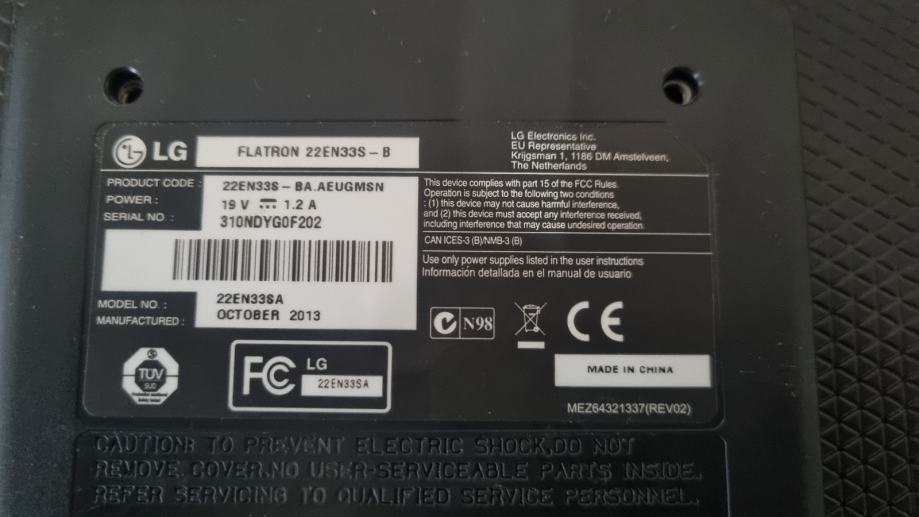 LG FLATRON 22EN33S-B
LG Electronics Inc.
EU Representative
Krijgsman 1, 1186 DM Amstelveen,
The Netherlands
PRODUCT CODE : 22EN33S-BA.AEUGMSN
POWER : 19 V ⎓ 1.2 A
SERIAL NO. : 310NDYG0F202
MODEL NO. : 22EN33SA
MANUFACTURED : OCTOBER 2013
This device complies with part 15 of the FCC Rules.
Operation is subject to the following two conditions
: (1) this device may not cause harmful interference,
and (2) this device must accept any interference received,
including interference that may cause undesired operation.
CAN ICES-3 (B)/NMB-3 (B)
Use only power supplies listed in the user instructions
Información detallada en el manual de usuario
N98
CE
TÜV
SUD
FC LG
22EN33SA
MADE IN CHINA
MEZ64321337(REV02)
CAUTION: TO PREVENT ELECTRIC SHOCK,DO NOT
REMOVE COVER.NO USER-SERVICEABLE PARTS INSIDE.
REFER SERVICING TO QUALIFIED SERVICE PERSONNEL.